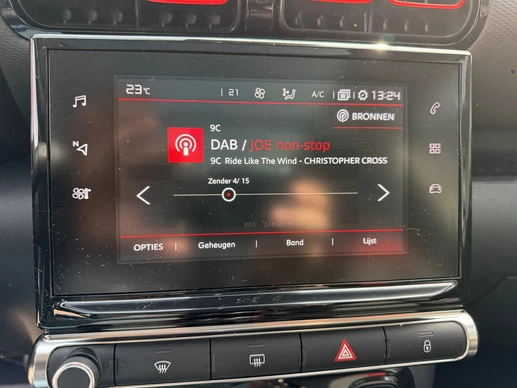 23°C | 21 A/C 13:24
BRONNEN
9C
DAB / JOE non-stop
9C Ride Like The Wind - CHRISTOPHER CROSS
Zender 4/ 15
OPTIES | Geheugen | Band | Lijst
N